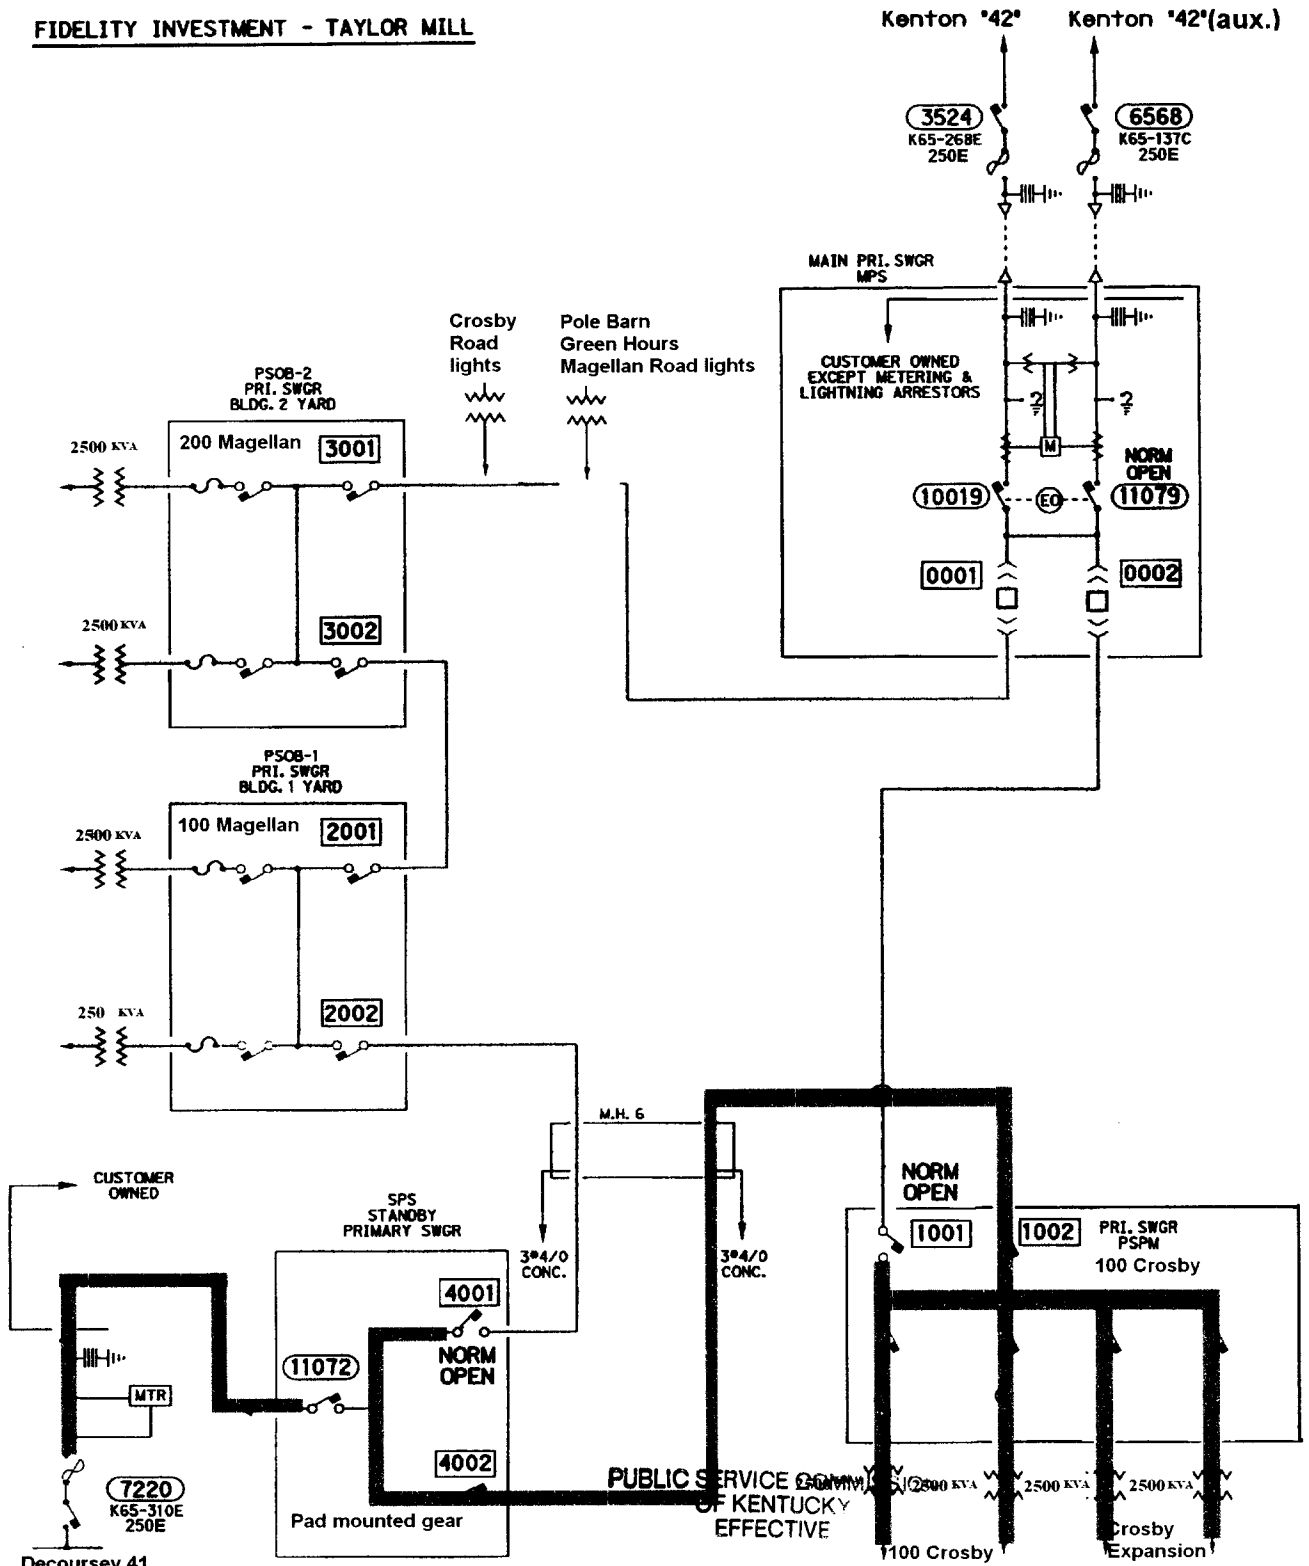 FIDELITY INVESTMENT - TAYLOR MILL
Kenton "42"
Kenton "42"(aux.)
3524
K65-268E
250E
6568
K65-137C
250E
MAIN PRI. SWGR
MPS
CUSTOMER OWNED
EXCEPT METERING &
LIGHTNING ARRESTORS
M
NORM
OPEN
10019
EO
11079
0001
0002
Crosby
Road
lights
Pole Barn
Green Hours
Magellan Road lights
PSOB-2
PRI. SWGR
BLDG. 2 YARD
200 Magellan
3001
2500 KVA
2500 KVA
3002
PSOB-1
PRI. SWGR
BLDG. 1 YARD
100 Magellan
2001
2500 KVA
250 KVA
2002
M.H. 6
3#4/0
CONC.
3#4/0
CONC.
CUSTOMER
OWNED
SPS
STANDBY
PRIMARY SWGR
4001
NORM
OPEN
11072
4002
Pad mounted gear
MTR
7220
K65-310E
250E
Decoursey 41
NORM
OPEN
1001
1002
PRI. SWGR
PSPM
100 Crosby
PUBLIC SERVICE COMMISSION
OF KENTUCKY
EFFECTIVE
2500 KVA
2500 KVA
2500 KVA
100 Crosby
Crosby
Expansion